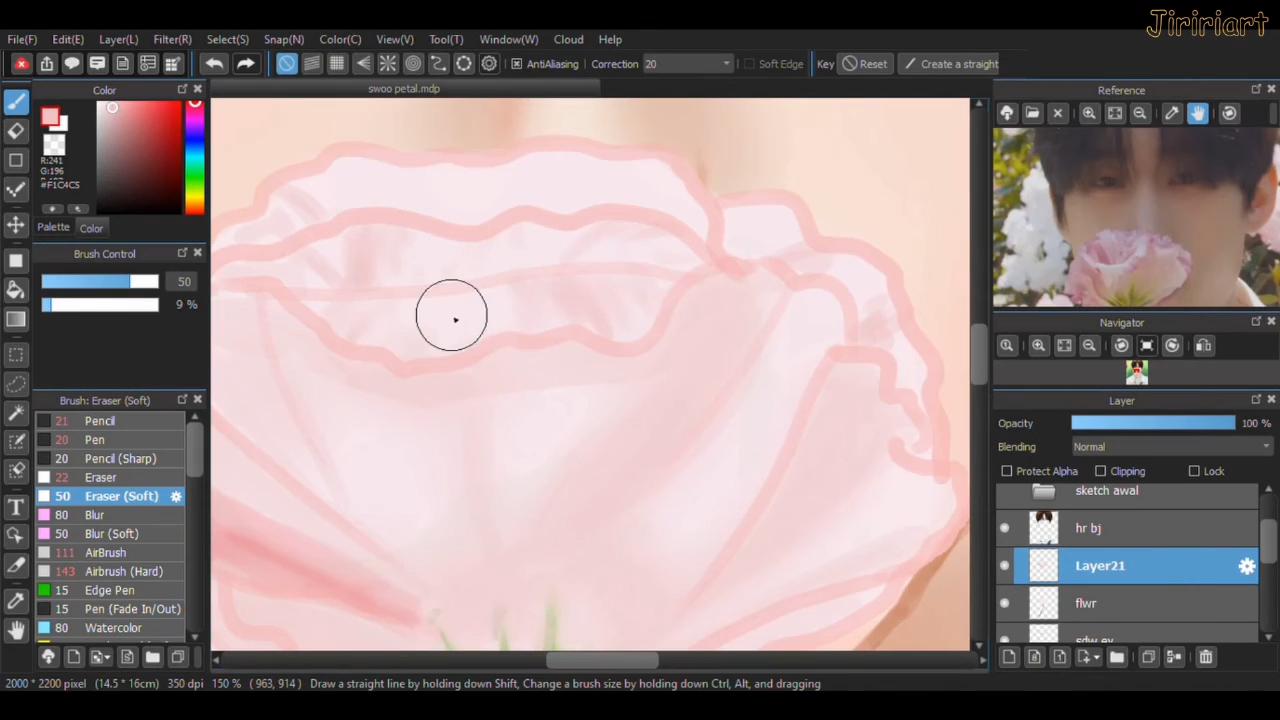 Jiririart
File(F) Edit(E) Layer(L) Filter(R) Select(S) Snap(N) Color(C) View(V) Tool(T) Window(W) Cloud Help
AntiAliasing Correction 20 Soft Edge Key Reset Create a straight
Color
swoo petal.mdp
Reference
R:241
G:196
#F1C4C5
Palette Color
Brush Control
50
9 %
Navigator
Brush: Eraser (Soft)
21 Pencil
20 Pen
20 Pencil (Sharp)
22 Eraser
50 Eraser (Soft)
80 Blur
50 Blur (Soft)
111 AirBrush
143 Airbrush (Hard)
15 Edge Pen
15 Pen (Fade In/Out)
80 Watercolor
Layer
Opacity 100 %
Blending Normal
Protect Alpha Clipping Lock
sketch awal
hr bj
Layer21
flwr
sdw ey
2000 * 2200 pixel (14.5 * 16cm) 350 dpi 150 % ( 963, 914 ) Draw a straight line by holding down Shift, Change a brush size by holding down Ctrl, Alt, and dragging